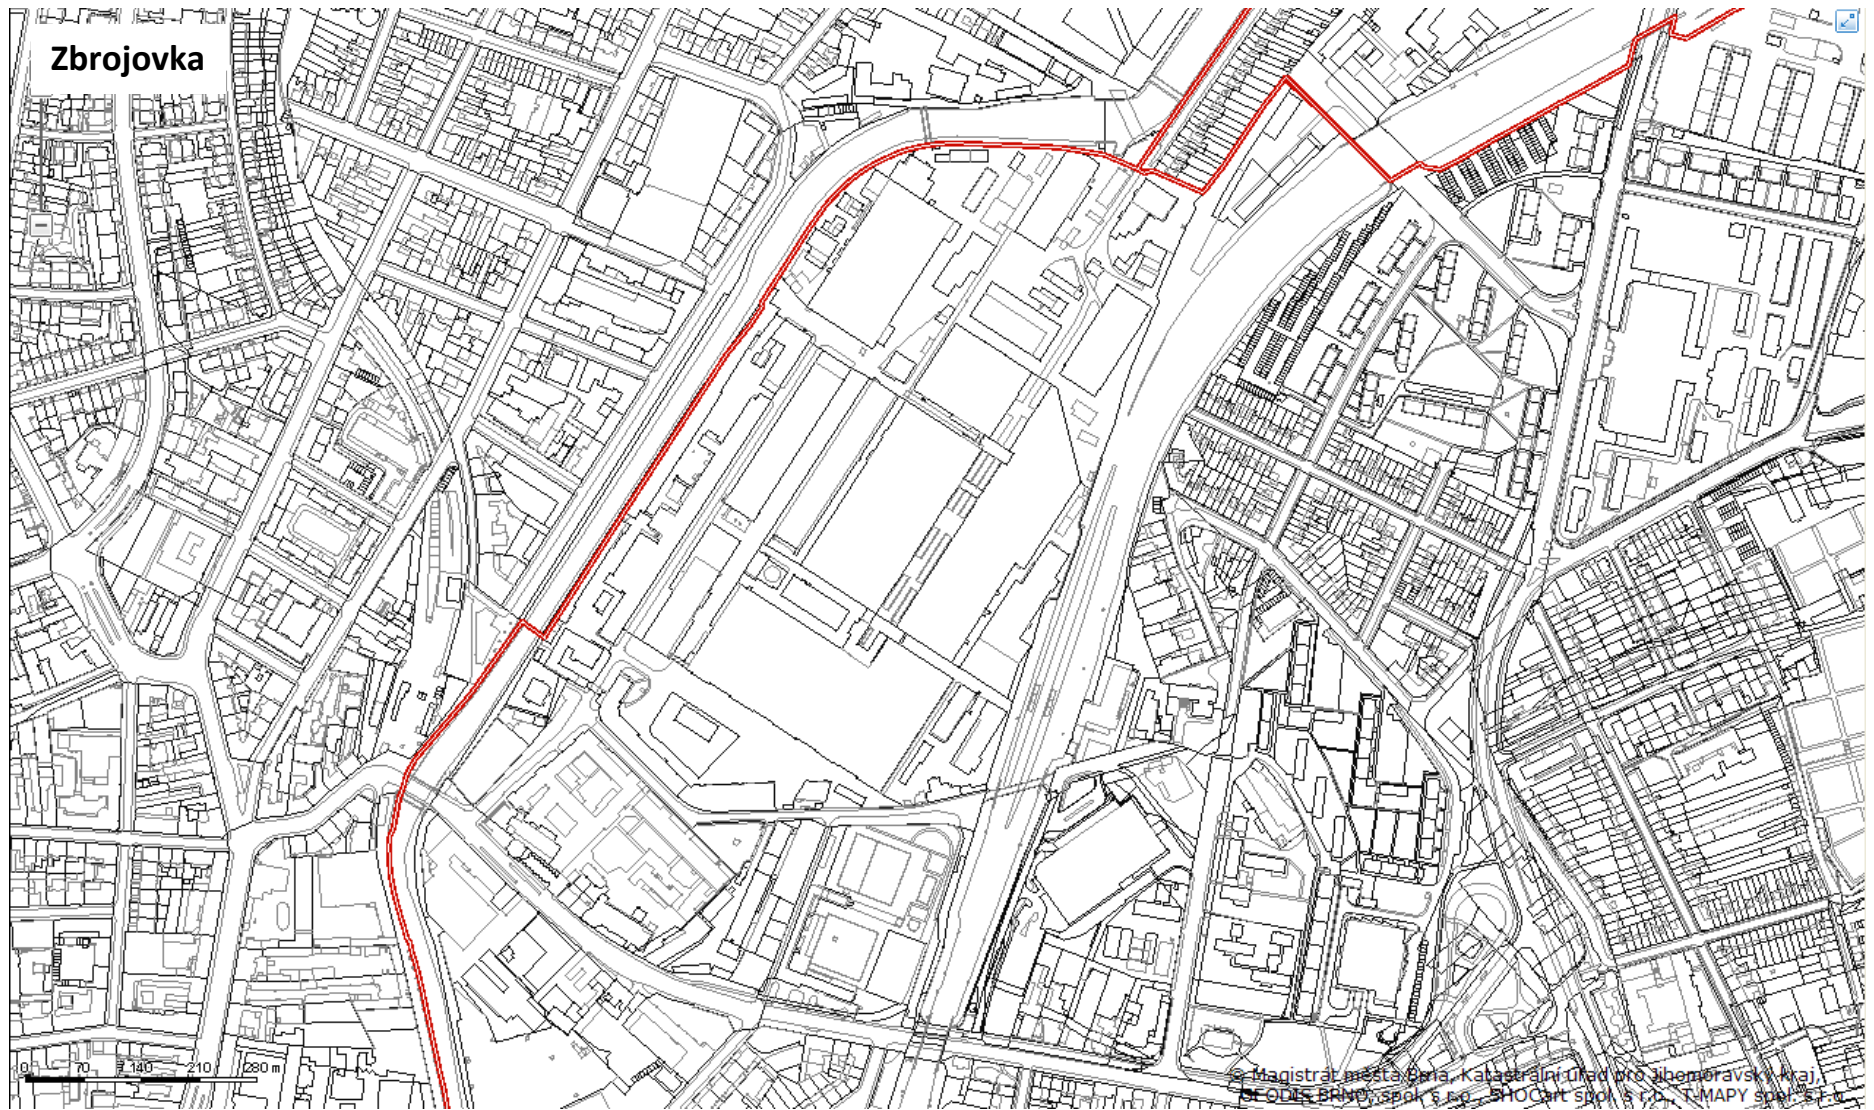 Zbrojovka
0 70 140 210 280 m
© Magistrát města Brna, Katastrální úřad pro Jihomoravský kraj,
GEODIS BRNO, spol. s r.o., SHOCart spol. s r.o., T-MAPY spol. s r.o.